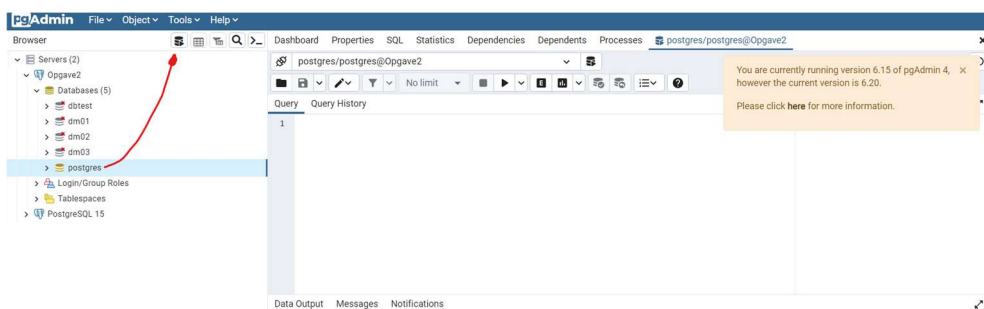 pgAdmin File Object Tools Help
Browser
Dashboard Properties SQL Statistics Dependencies Dependents Processes postgres/postgres@Opgave2
Servers (2)
Opgave2
Databases (5)
dbtest
dm01
dm02
dm03
postgres
Login/Group Roles
Tablespaces
PostgreSQL 15
postgres/postgres@Opgave2
No limit
E
Query Query History
1
You are currently running version 6.15 of pgAdmin 4,
however the current version is 6.20.
Please click here for more information.
Data Output Messages Notifications